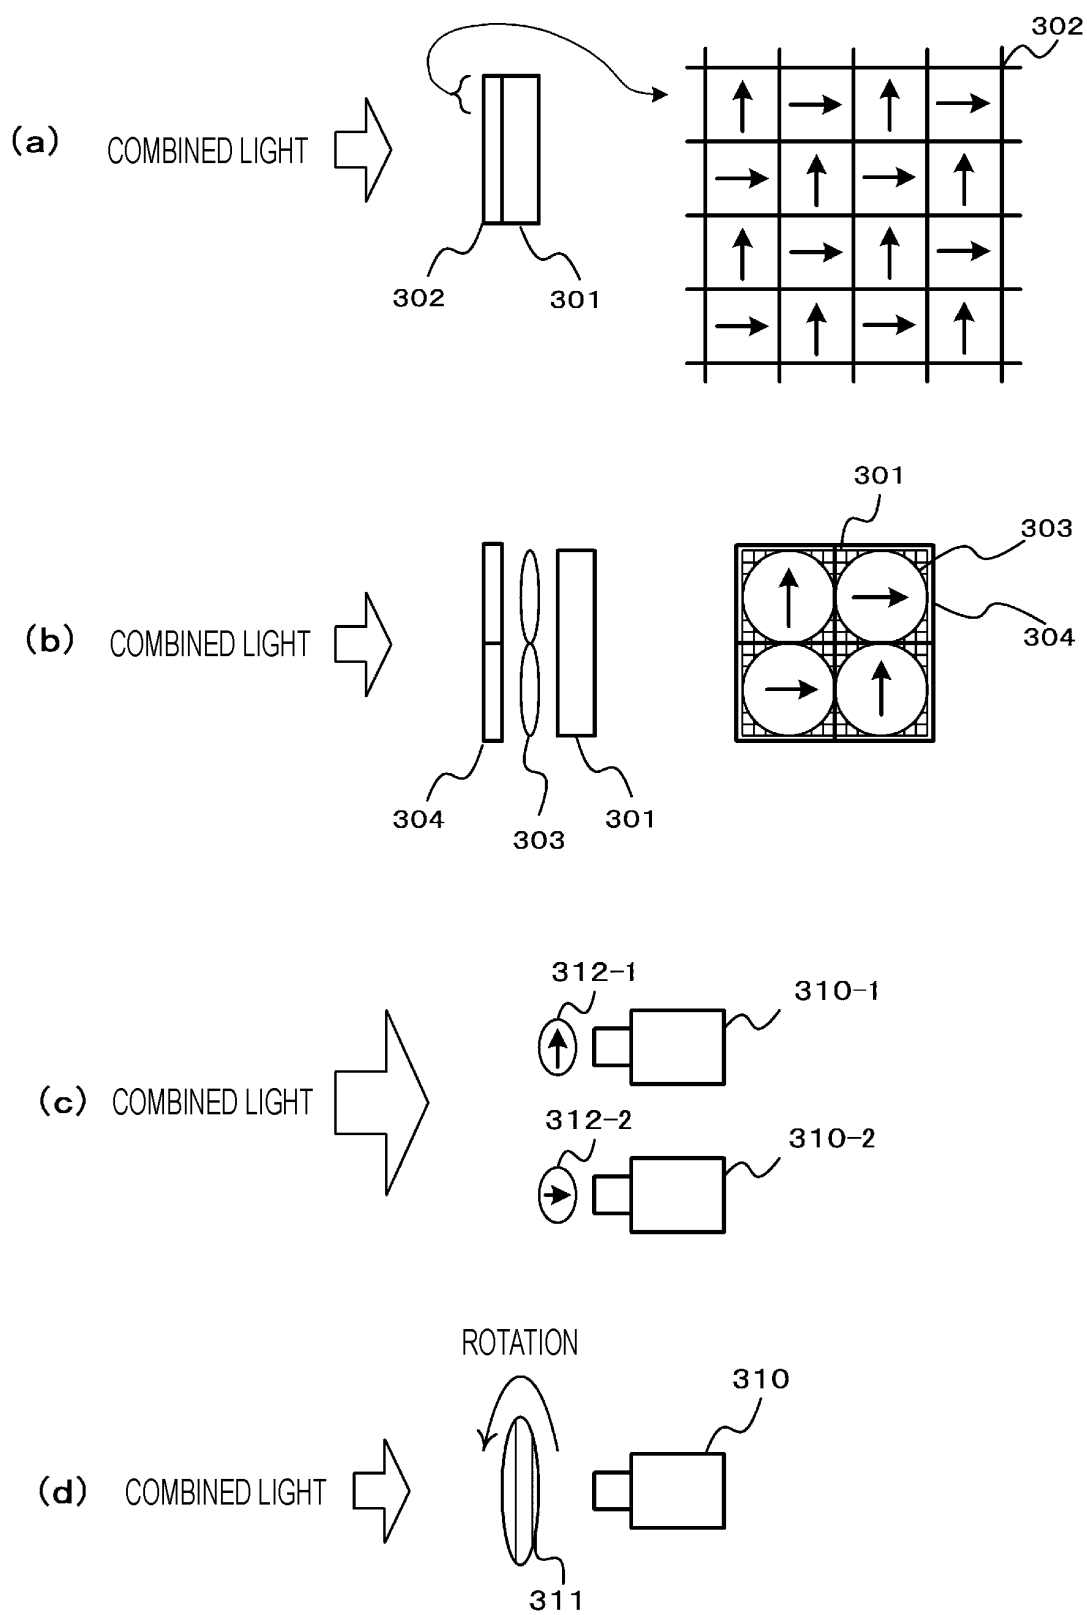 302
(a) COMBINED LIGHT
302 301
301
303
304
(b) COMBINED LIGHT
304 303 301
312-1 310-1
(c) COMBINED LIGHT
312-2 310-2
ROTATION
310
(d) COMBINED LIGHT
311